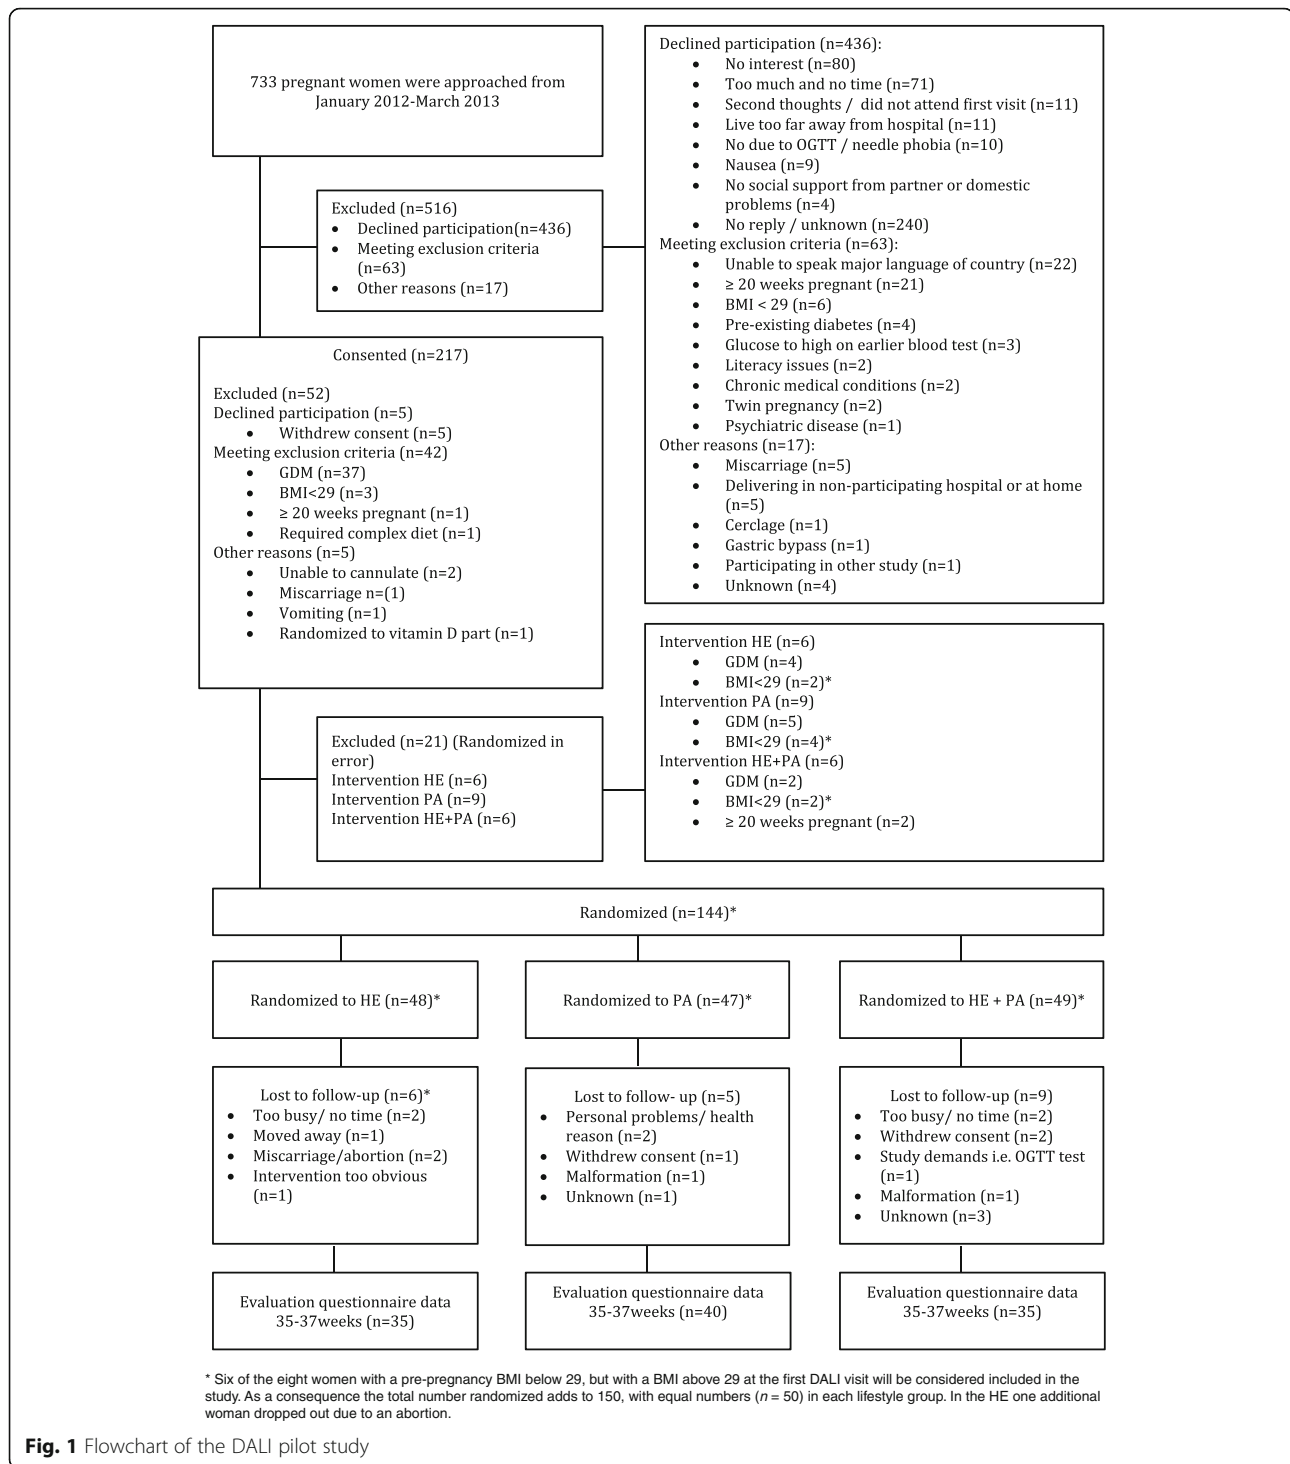 733 pregnant women were approached from
January 2012-March 2013
Declined participation (n=436):
• No interest (n=80)
• Too much and no time (n=71)
• Second thoughts / did not attend first visit (n=11)
• Live too far away from hospital (n=11)
• No due to OGTT / needle phobia (n=10)
• Nausea (n=9)
• No social support from partner or domestic
problems (n=4)
• No reply / unknown (n=240)
Meeting exclusion criteria (n=63):
• Unable to speak major language of country (n=22)
• ≥ 20 weeks pregnant (n=21)
• BMI < 29 (n=6)
• Pre-existing diabetes (n=4)
• Glucose to high on earlier blood test (n=3)
• Literacy issues (n=2)
• Chronic medical conditions (n=2)
• Twin pregnancy (n=2)
• Psychiatric disease (n=1)
Other reasons (n=17):
• Miscarriage (n=5)
• Delivering in non-participating hospital or at home
(n=5)
• Cerclage (n=1)
• Gastric bypass (n=1)
• Participating in other study (n=1)
• Unknown (n=4)
Excluded (n=516)
• Declined participation(n=436)
• Meeting exclusion criteria
(n=63)
• Other reasons (n=17)
Consented (n=217)
Excluded (n=52)
Declined participation (n=5)
• Withdrew consent (n=5)
Meeting exclusion criteria (n=42)
• GDM (n=37)
• BMI<29 (n=3)
• ≥ 20 weeks pregnant (n=1)
• Required complex diet (n=1)
Other reasons (n=5)
• Unable to cannulate (n=2)
• Miscarriage n=(1)
• Vomiting (n=1)
• Randomized to vitamin D part (n=1)
Excluded (n=21) (Randomized in
error)
Intervention HE (n=6)
Intervention PA (n=9)
Intervention HE+PA (n=6)
Intervention HE (n=6)
• GDM (n=4)
• BMI<29 (n=2)*
Intervention PA (n=9)
• GDM (n=5)
• BMI<29 (n=4)*
Intervention HE+PA (n=6)
• GDM (n=2)
• BMI<29 (n=2)*
• ≥ 20 weeks pregnant (n=2)
Randomized (n=144)*
Randomized to HE (n=48)*
Randomized to PA (n=47)*
Randomized to HE + PA (n=49)*
Lost to follow-up (n=6)*
• Too busy/ no time (n=2)
• Moved away (n=1)
• Miscarriage/abortion (n=2)
• Intervention too obvious
(n=1)
Lost to follow- up (n=5)
• Personal problems/ health
reason (n=2)
• Withdrew consent (n=1)
• Malformation (n=1)
• Unknown (n=1)
Lost to follow-up (n=9)
• Too busy/ no time (n=2)
• Withdrew consent (n=2)
• Study demands i.e. OGTT test
(n=1)
• Malformation (n=1)
• Unknown (n=3)
Evaluation questionnaire data
35-37weeks (n=35)
Evaluation questionnaire data
35-37weeks (n=40)
Evaluation questionnaire data
35-37weeks (n=35)
* Six of the eight women with a pre-pregnancy BMI below 29, but with a BMI above 29 at the first DALI visit will be considered included in the
study. As a consequence the total number randomized adds to 150, with equal numbers (n = 50) in each lifestyle group. In the HE one additional
woman dropped out due to an abortion.
Fig. 1 Flowchart of the DALI pilot study